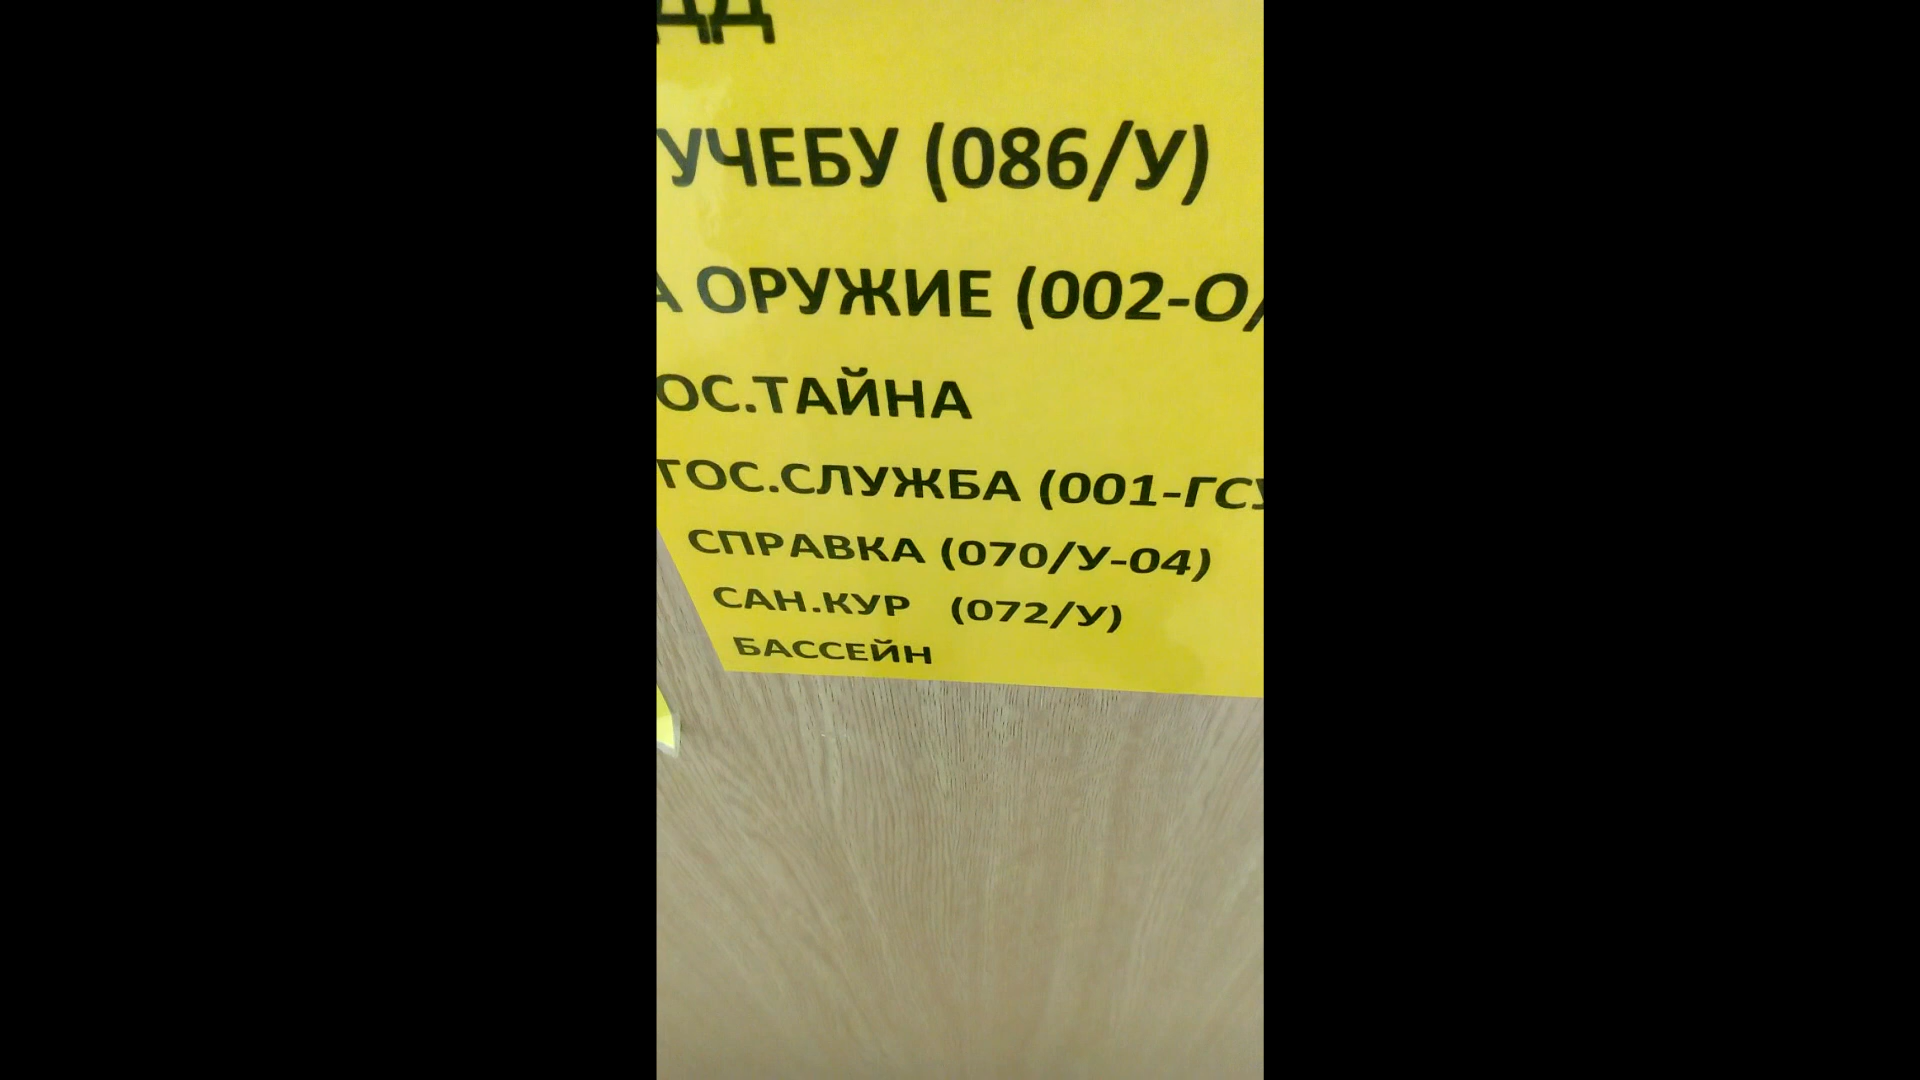 ДД
УЧЕБУ (086/У)
А ОРУЖИЕ (002-О/
ОС.ТАЙНА
ГОС.СЛУЖБА (001-ГСУ
СПРАВКА (070/У-04)
САН.КУР (072/У)
БАССЕЙН